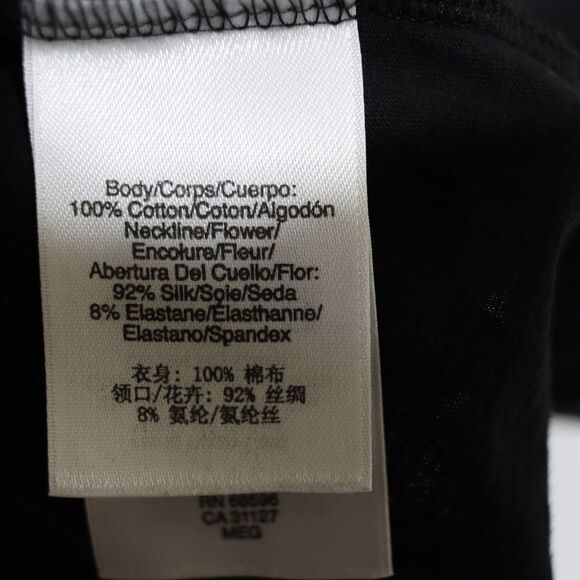 Body/Corps/Cuerpo:
100% Cotton/Coton/Algodón
Neckline/Flower/
Encolure/Fleur/
Abertura Del Cuello/Flor:
92% Silk/Soie/Seda
8% Elastane/Elasthanne/
Elastano/Spandex
衣身: 100% 棉布
领口/花卉: 92% 丝绸
8% 氨纶/氨纶丝
CA 31127
MEG